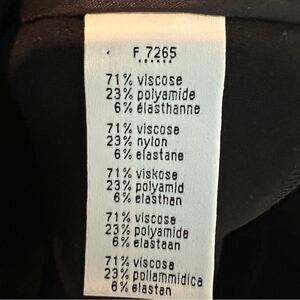 F 7265
71% viscose
23% polyamide
6% élasthanne
71% viscose
23% nylon
6% elastane
71% viskose
23% polyamid
6% elasthan
71% viscose
23% polyamide
6% elastaan
71% viscosa
23% poliammidica
6% elastan